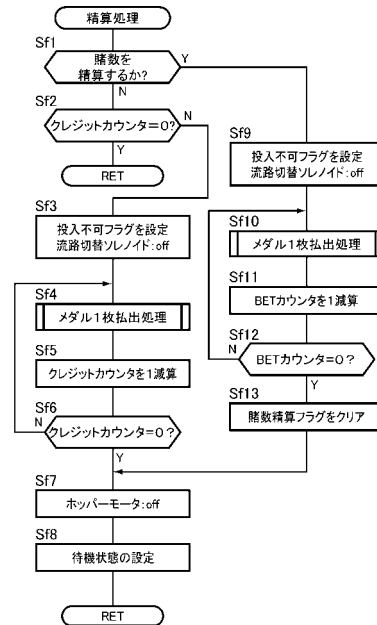 精算処理
Sf1
賭数を
精算するか?
Y
N
Sf2
クレジットカウンタ=0?
N
Y
RET
Sf3
投入不可フラグを設定
流路切替ソレノイド:off
Sf4
メダル1枚払出処理
Sf5
クレジットカウンタを1減算
Sf6
N
クレジットカウンタ=0?
Y
Sf9
投入不可フラグを設定
流路切替ソレノイド:off
Sf10
メダル1枚払出処理
Sf11
BETカウンタを1減算
Sf12
N
BETカウンタ=0?
Y
Sf13
賭数精算フラグをクリア
Sf7
ホッパーモータ:off
Sf8
待機状態の設定
RET